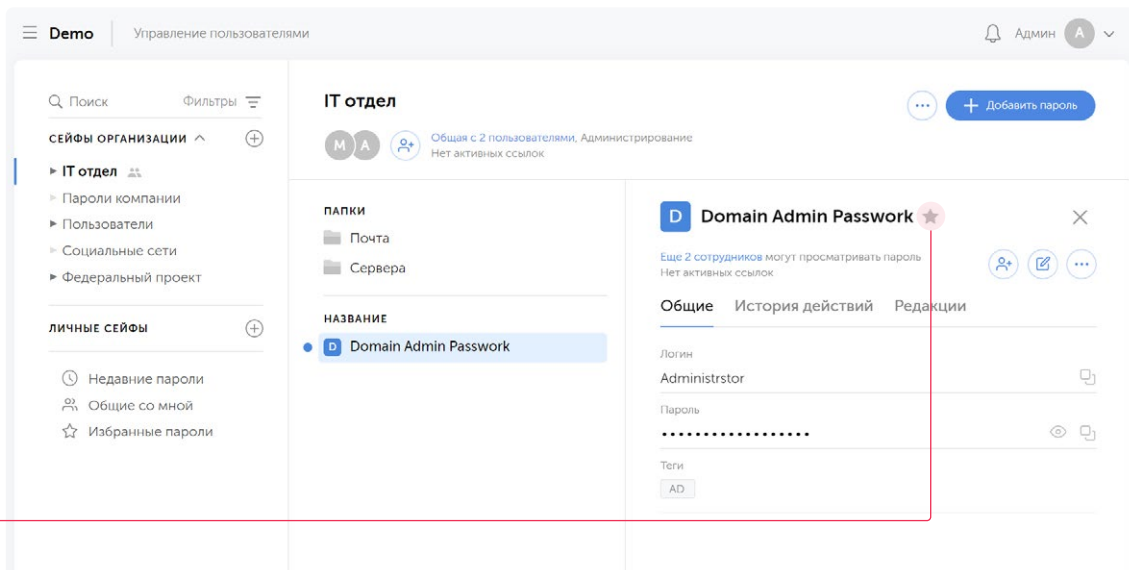 Demo
Управление пользователями
Админ
А
Поиск
Фильтры
СЕЙФЫ ОРГАНИЗАЦИИ
IT отдел
Пароли компании
Пользователи
Социальные сети
Федеральный проект
ЛИЧНЫЕ СЕЙФЫ
Недавние пароли
Общие со мной
Избранные пароли
IT отдел
Добавить пароль
М А
Общая с 2 пользователями, Администрирование
Нет активных ссылок
ПАПКИ
Почта
Сервера
НАЗВАНИЕ
D Domain Admin Passwork
D Domain Admin Passwork
Еще 2 сотрудников могут просматривать пароль
Нет активных ссылок
Общие История действий Редакции
Логин
Administrstor
Пароль
••••••••••••••••••
Теги
AD